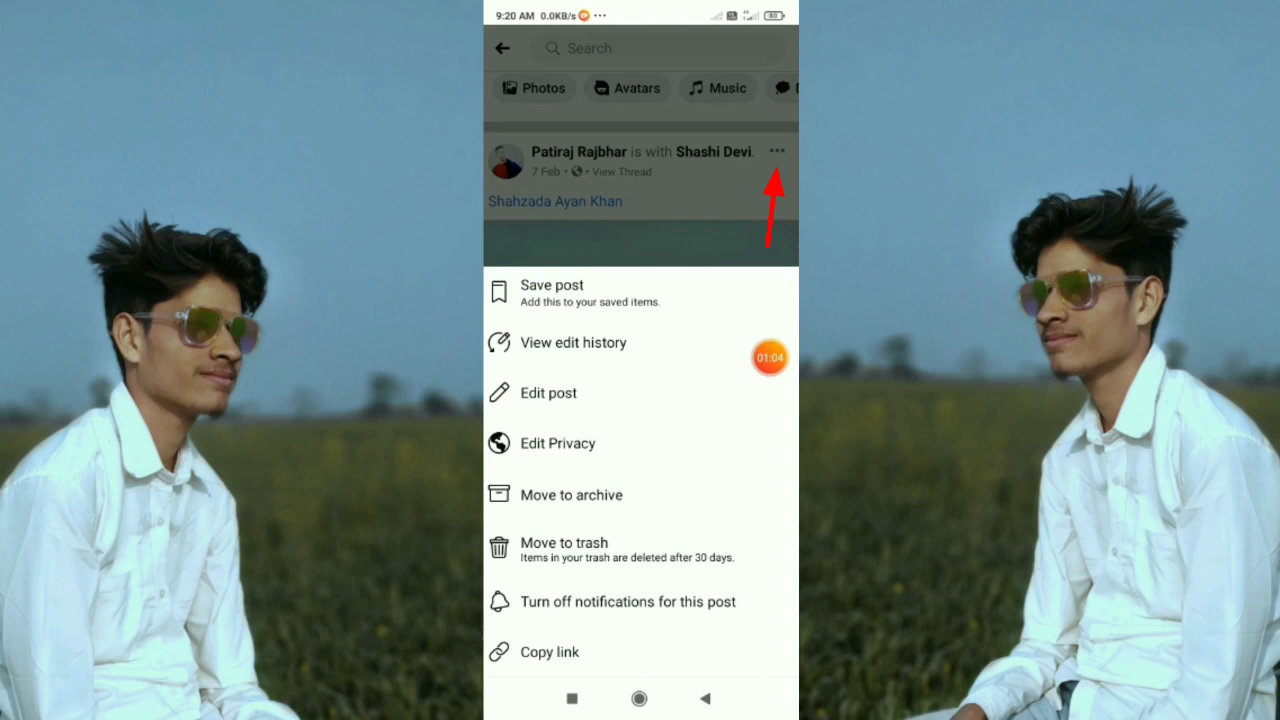 9:20 AM 0.0KB/s
80
Search
Photos
Avatars
Music
Patiraj Rajbhar is with Shashi Devi.
7 Feb • • View Thread
Shahzada Ayan Khan
Save post
Add this to your saved items.
View edit history
01:04
Edit post
Edit Privacy
Move to archive
Move to trash
Items in your trash are deleted after 30 days.
Turn off notifications for this post
Copy link